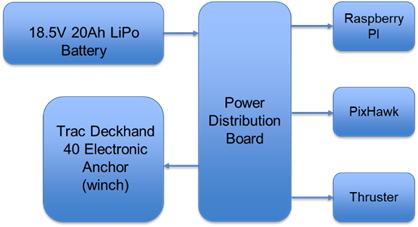 18.5V 20Ah LiPo
Battery
Trac Deckhand
40 Electronic
Anchor
(winch)
Power
Distribution
Board
Raspberry
PI
PixHawk
Thruster